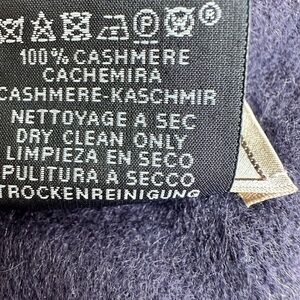 ®
100% CASHMERE
CACHEMIRA
CASHMERE-KASCHMIR
NETTOYAGE A SEC
DRY CLEAN ONLY
LIMPIEZA EN SECO
PULITURA A SECCO
TROCKENREINIGUNG